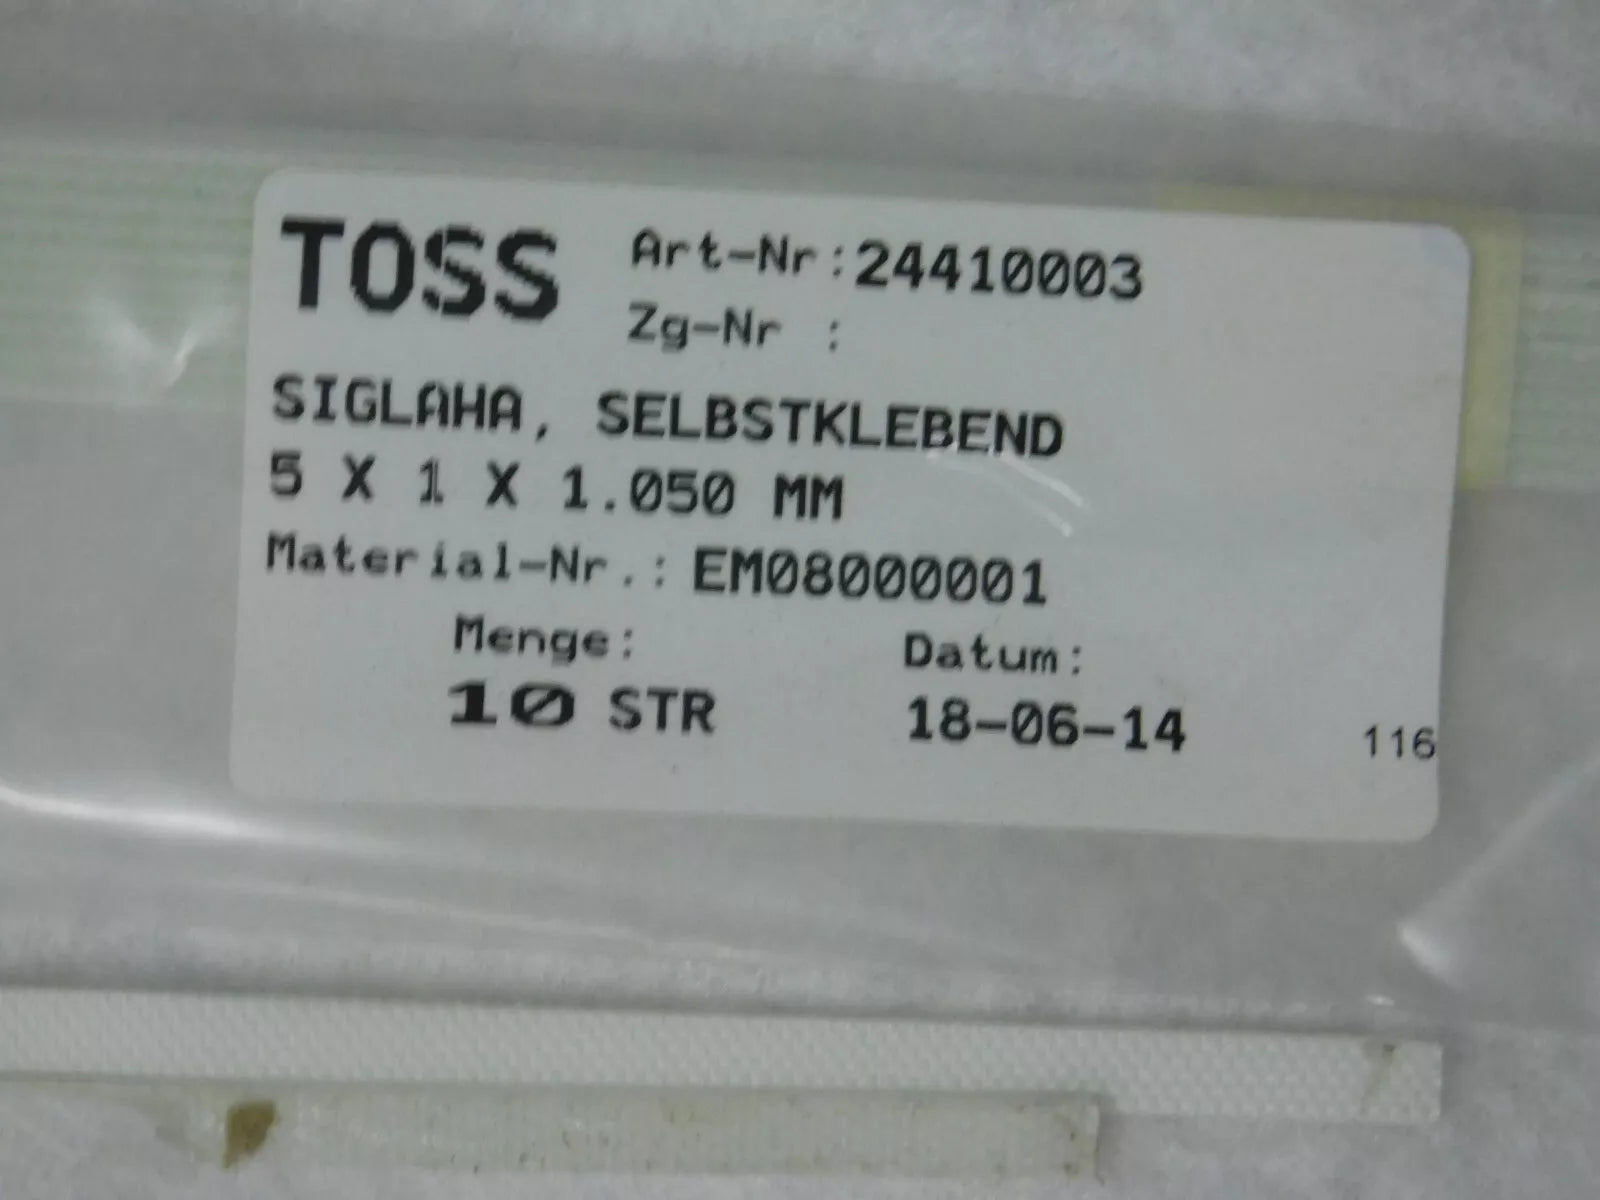 TOSS Art-Nr:24410003
Zg-Nr :
SIGLAHA, SELBSTKLEBEND
5 X 1 X 1.050 MM
Material-Nr.: EM08000001
Menge: Datum:
10 STR 18-06-14 116